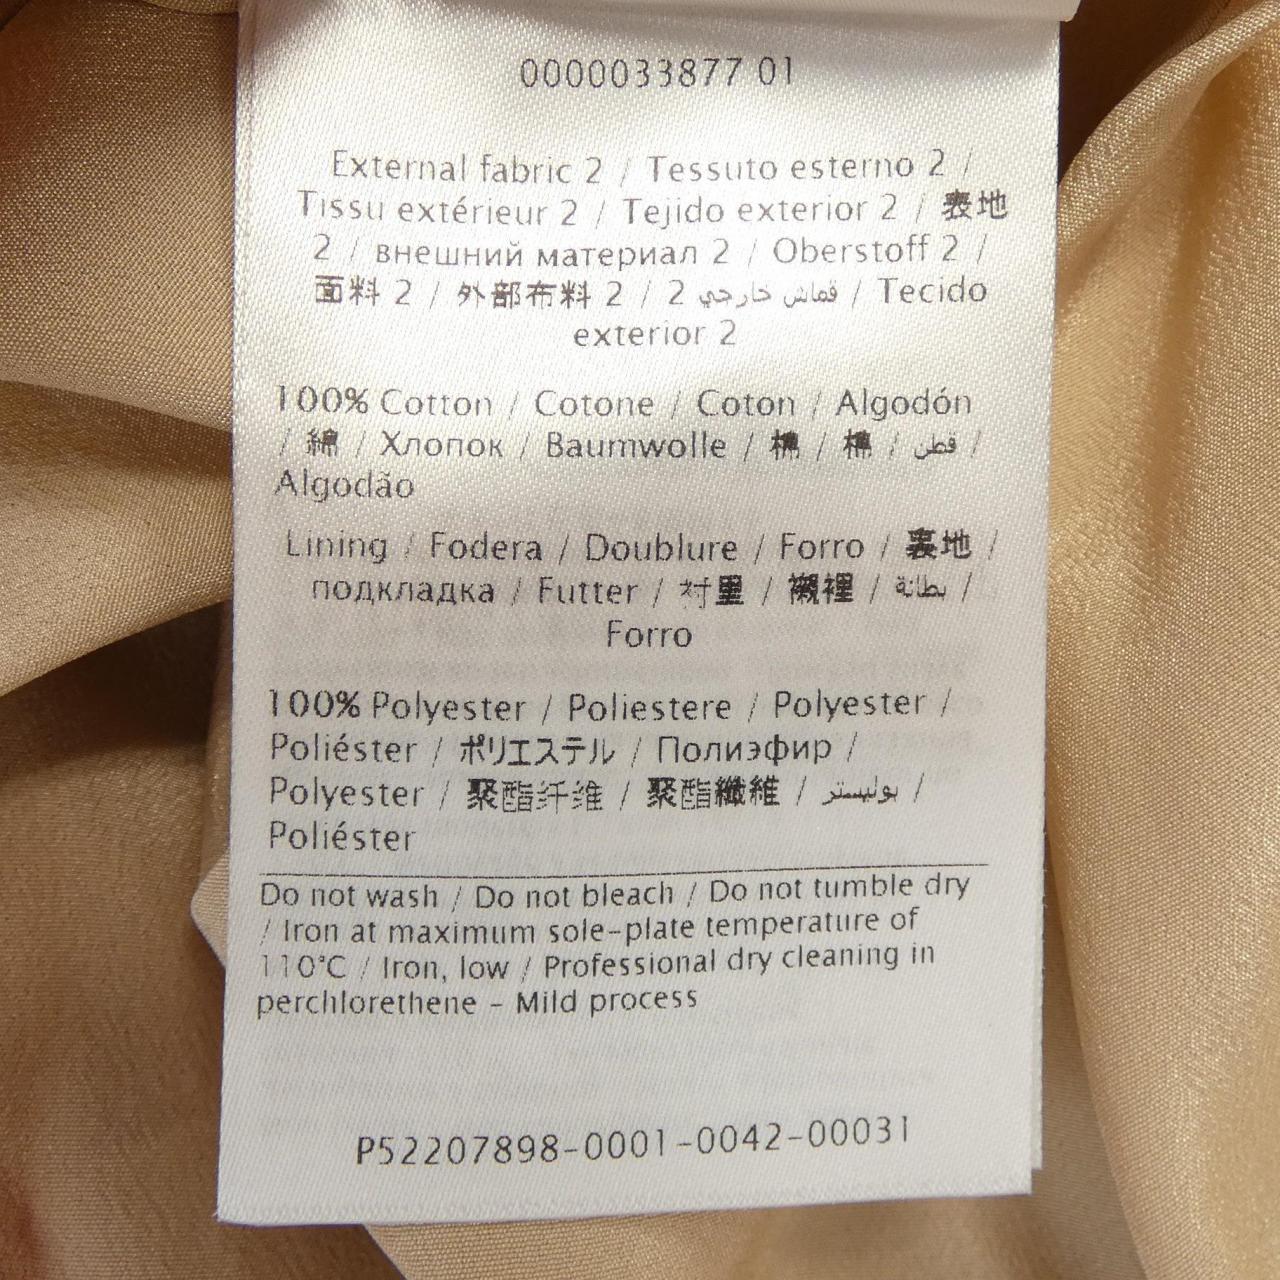 0000033877 01
External fabric 2 / Tessuto esterno 2 /
Tissu extérieur 2 / Tejido exterior 2 / 表地
2 / внешний материал 2 / Oberstoff 2 /
面料 2 / 外部布料 2 / قماش خارجي 2 / Tecido
exterior 2
100% Cotton / Cotone / Coton / Algodón
/ 綿 / Хлопок / Baumwolle / 棉 / 棉 / قطن /
Algodão
Lining / Fodera / Doublure / Forro / 裏地 /
подкладка / Futter / 衬里 / 襯裡 / بطانة /
Forro
100% Polyester / Poliestere / Polyester /
Poliéster / ポリエステル / Полиэфир /
Polyester / 聚酯纤维 / 聚酯纖維 / بوليستر /
Poliéster
Do not wash / Do not bleach / Do not tumble dry
/ Iron at maximum sole-plate temperature of
110°C / Iron, low / Professional dry cleaning in
perchlorethene - Mild process
P52207898-0001-0042-00031